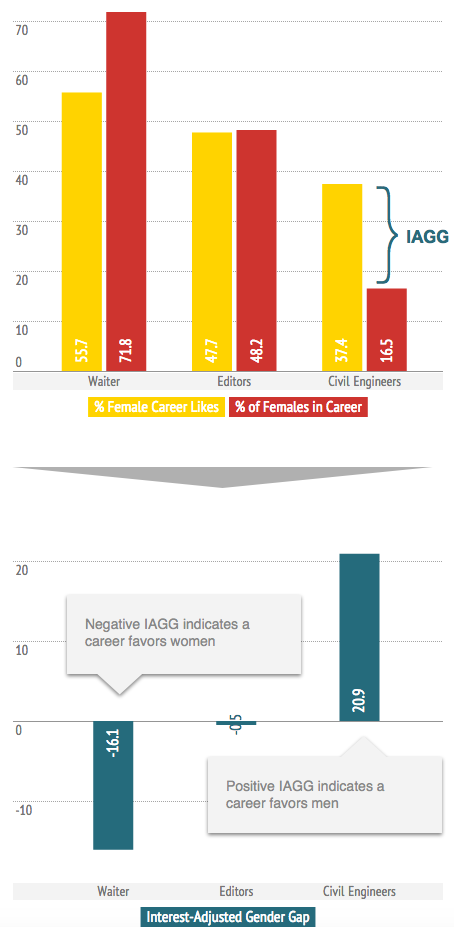 70
60
50
40
30
20
10
0
IAGG
55.7
71.8
47.7
48.2
37.4
16.5
Waiter
Editors
Civil Engineers
% Female Career Likes
% of Females in Career
20
10
0
-10
Negative IAGG indicates a
career favors women
-16.1
-0.5
20.9
Positive IAGG indicates a
career favors men
Waiter
Editors
Civil Engineers
Interest-Adjusted Gender Gap